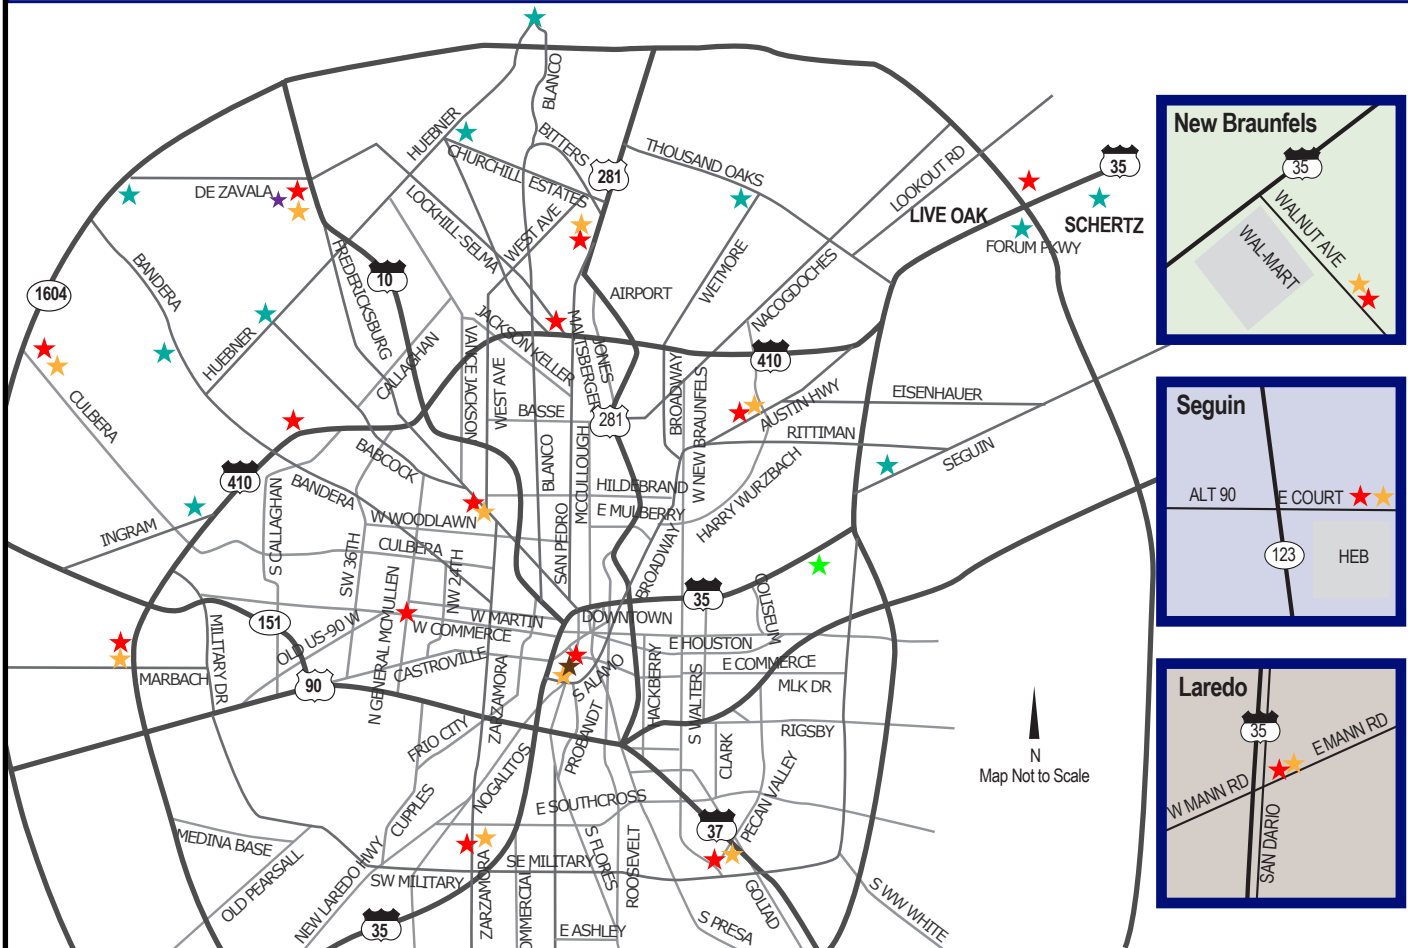 BLANCO
HUEBNER
BITTERS
CHURCHILL ESTATES
281
THOUSAND OAKS
LOOKOUT RD
35
DE ZAVALA
LOCKHILL-SELMA
WEST AVE
LIVE OAK
SCHERTZ
FORUM PKWY
BANDERA
FREDERICKSBURG
10
WETMORE
NACOGDOCHES
1604
AIRPORT
HUEBNER
CALLAGHAN
VANCE JACKSON
WEST AVE
JACKSON KELLER
MALTSBERGER
JONES
410
CULBERA
BASSE
281
BROADWAY
W NEW BRAUNFELS
AUSTIN HWY
EISENHAUER
RITTIMAN
SEGUIN
BABCOCK
BLANCO
MCCULLOUGH
410
BANDERA
HILDEBRAND
HARRY WURZBACH
INGRAM
S CALLAGHAN
W WOODLAWN
E MULBERRY
SW 36TH
CULBERA
NW 24TH
SAN PEDRO
BROADWAY
35
COLISEUM
151
MILITARY DR
OLD US-90 W
N GENERAL MCMULLEN
W MARTIN
W COMMERCE
DOWNTOWN
E HOUSTON
E COMMERCE
MARBACH
90
CASTROVILLE
ZARZAMORA
S ALAMO
HACKBERRY
S WALTERS
MLK DR
FRIO CITY
PROBANDT
CLARK
RIGSBY
NOGALITOS
CUPPLES
E SOUTHCROSS
PECAN VALLEY
37
MEDINA BASE
OLD PEARSALL
NEW LAREDO HWY
SW MILITARY
ZARZAMORA
SE MILITARY
OMMERCIAL
S FLORES
ROOSEVELT
GOLIAD
S WW WHITE
35
E ASHLEY
S PRESA
N
Map Not to Scale
New Braunfels
35
WALNUT AVE
WAL-MART
Seguin
ALT 90
E COURT
123
HEB
Laredo
35
E MANN RD
W MANN RD
SAN DARIO